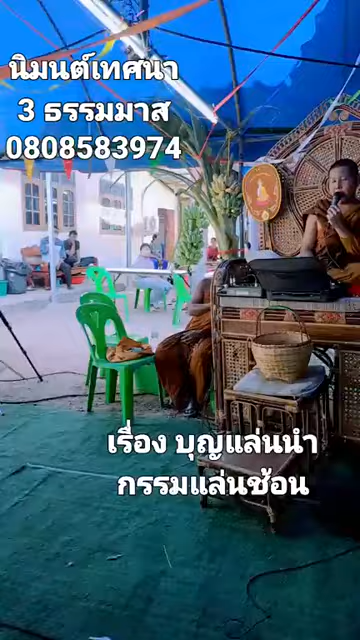 นิมนต์เทศนา
3 ธรรมมาส
0808583974
เรื่อง บุญแล่นนำ
กรรมแล่นซ้อน